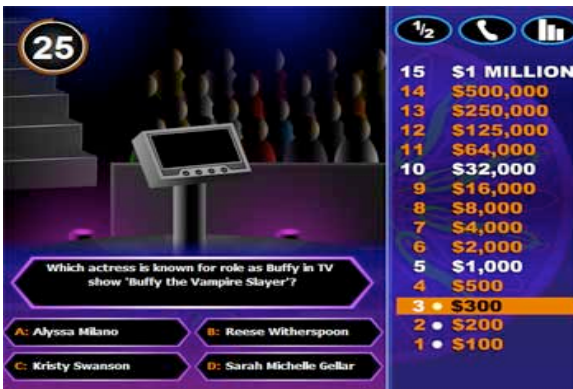 25
1/2
15 $1 MILLION
14 $500,000
13 $250,000
12 $125,000
11 $64,000
10 $32,000
9 $16,000
8 $8,000
7 $4,000
6 $2,000
5 $1,000
4 $500
3 • $300
2 • $200
1 • $100
Which actress is known for role as Buffy in TV
show 'Buffy the Vampire Slayer'?
A: Alyssa Milano
B: Reese Witherspoon
C: Kristy Swanson
D: Sarah Michelle Gellar